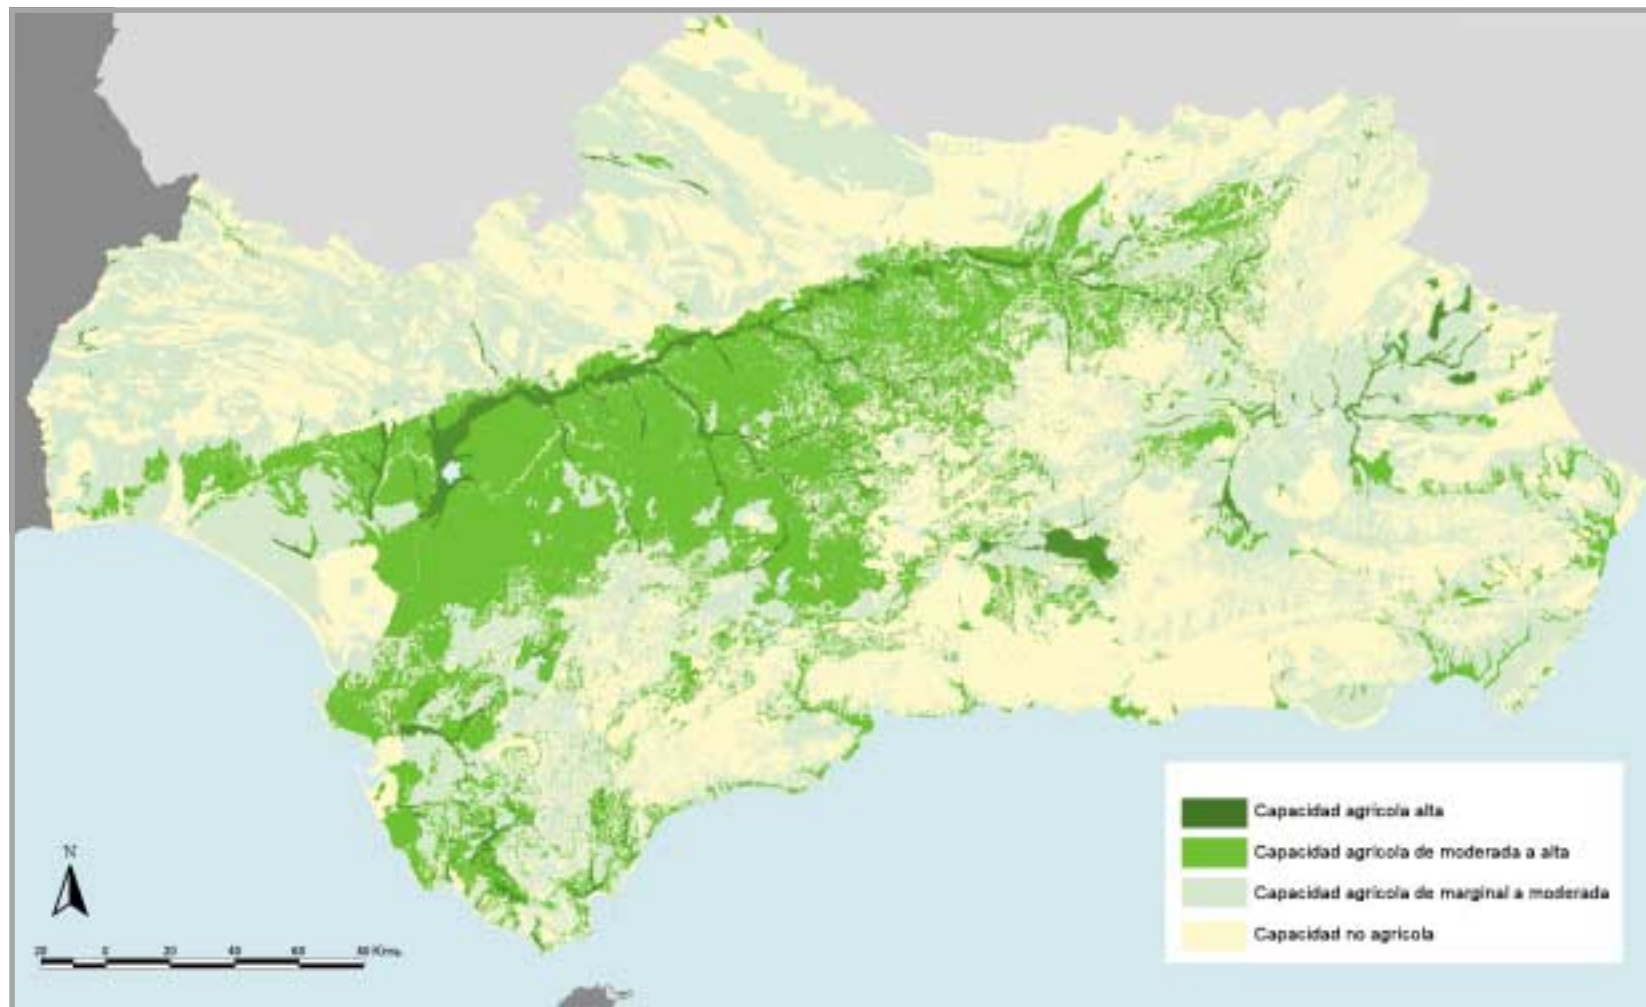 Capacidad agrícola alta
Capacidad agrícola de moderada a alta
Capacidad agrícola de marginal a moderada
Capacidad no agrícola
N
20 0 20 40 60 80 Kms.